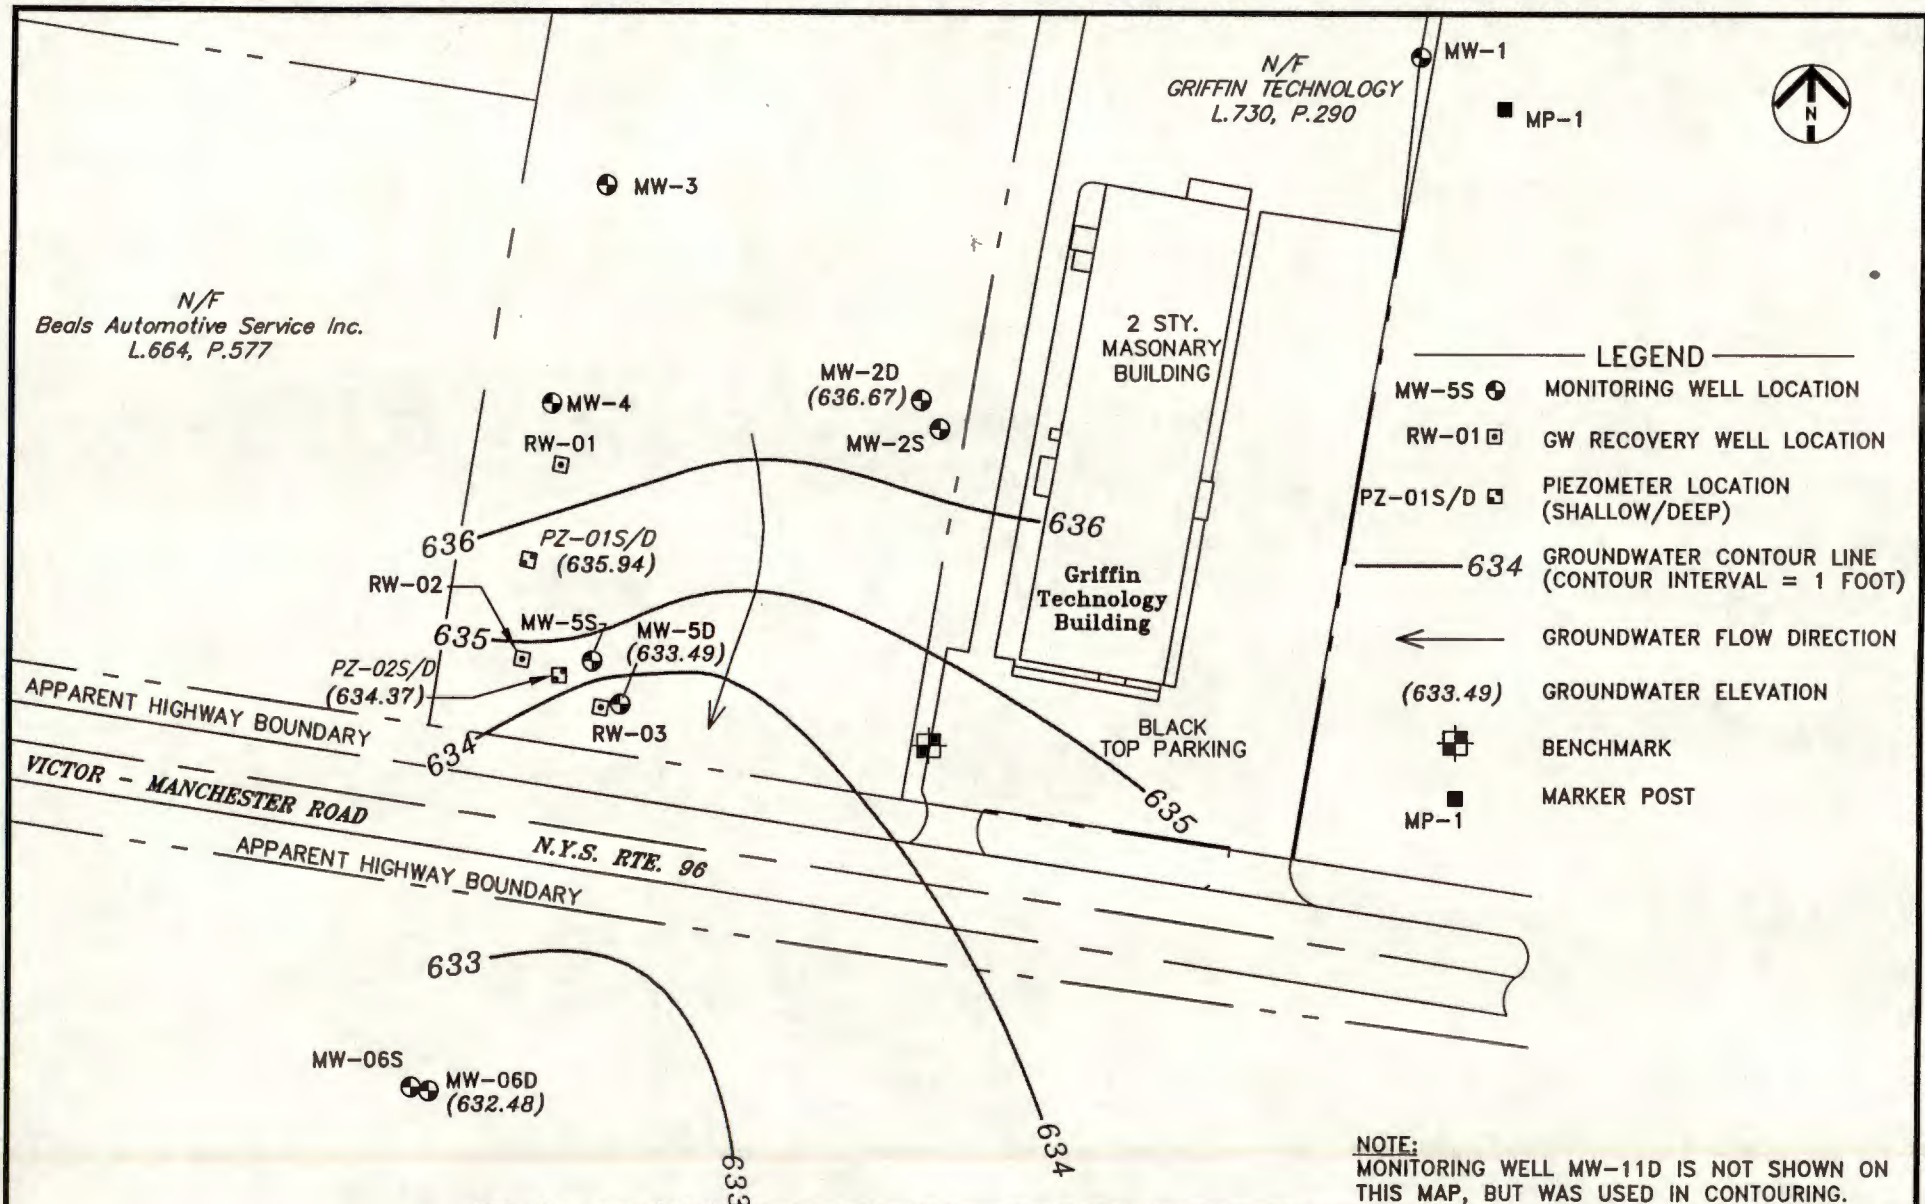 N/F
GRIFFIN TECHNOLOGY
L.730, P.290
MW-1
MP-1
N
MW-3
N/F
Beals Automotive Service Inc.
L.664, P.577
2 STY.
MASONARY
BUILDING
MW-2D
(636.67)
MW-2S
MW-4
RW-01
636
636
PZ-01S/D
(635.94)
RW-02
Griffin
Technology
Building
635
MW-5S
MW-5D
(633.49)
PZ-02S/D
(634.37)
RW-03
634
BLACK
TOP PARKING
635
APPARENT HIGHWAY BOUNDARY
VICTOR - MANCHESTER ROAD
N.Y.S. RTE. 96
APPARENT HIGHWAY BOUNDARY
633
MW-06S
MW-06D
(632.48)
633
634
LEGEND
MW-5S MONITORING WELL LOCATION
RW-01 GW RECOVERY WELL LOCATION
PZ-01S/D PIEZOMETER LOCATION
(SHALLOW/DEEP)
634 GROUNDWATER CONTOUR LINE
(CONTOUR INTERVAL = 1 FOOT)
GROUNDWATER FLOW DIRECTION
(633.49) GROUNDWATER ELEVATION
BENCHMARK
MP-1 MARKER POST
NOTE:
MONITORING WELL MW-11D IS NOT SHOWN ON
THIS MAP, BUT WAS USED IN CONTOURING.